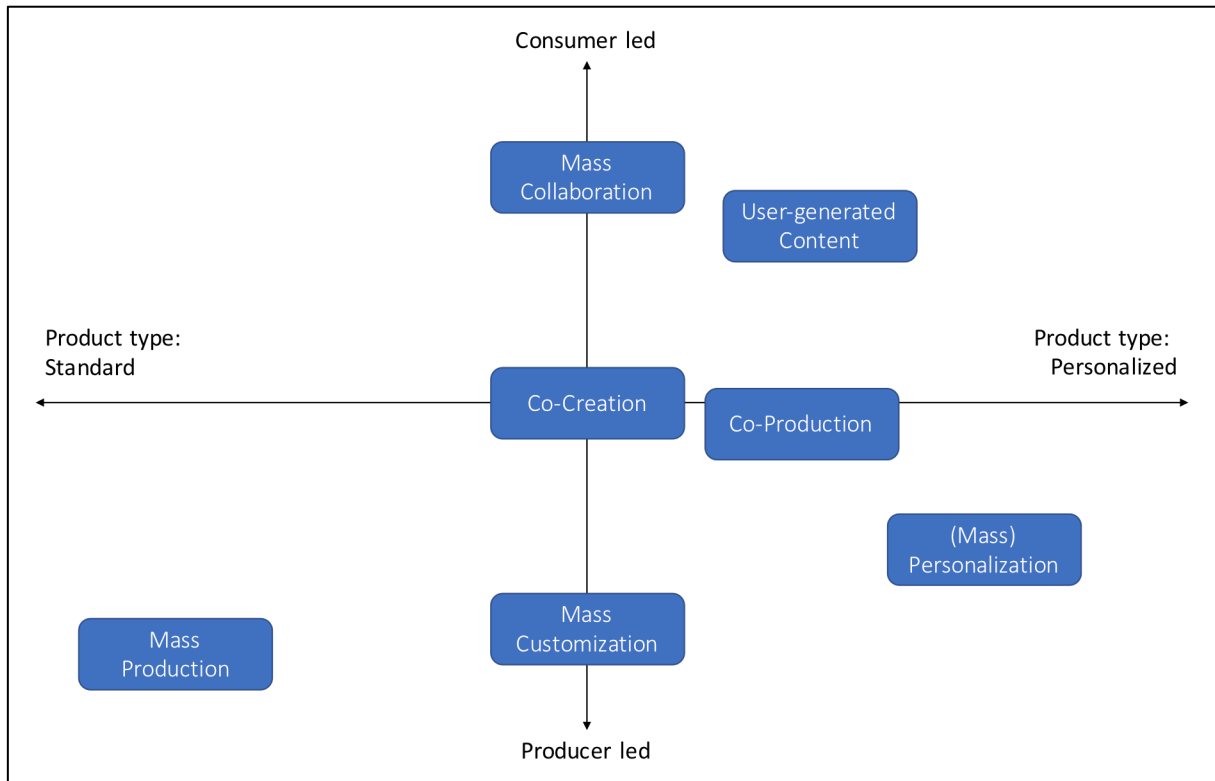 Consumer led
Mass
Collaboration
User-generated
Content
Product type:
Standard
Product type:
Personalized
Co-Creation
Co-Production
(Mass)
Personalization
Mass
Customization
Mass
Production
Producer led